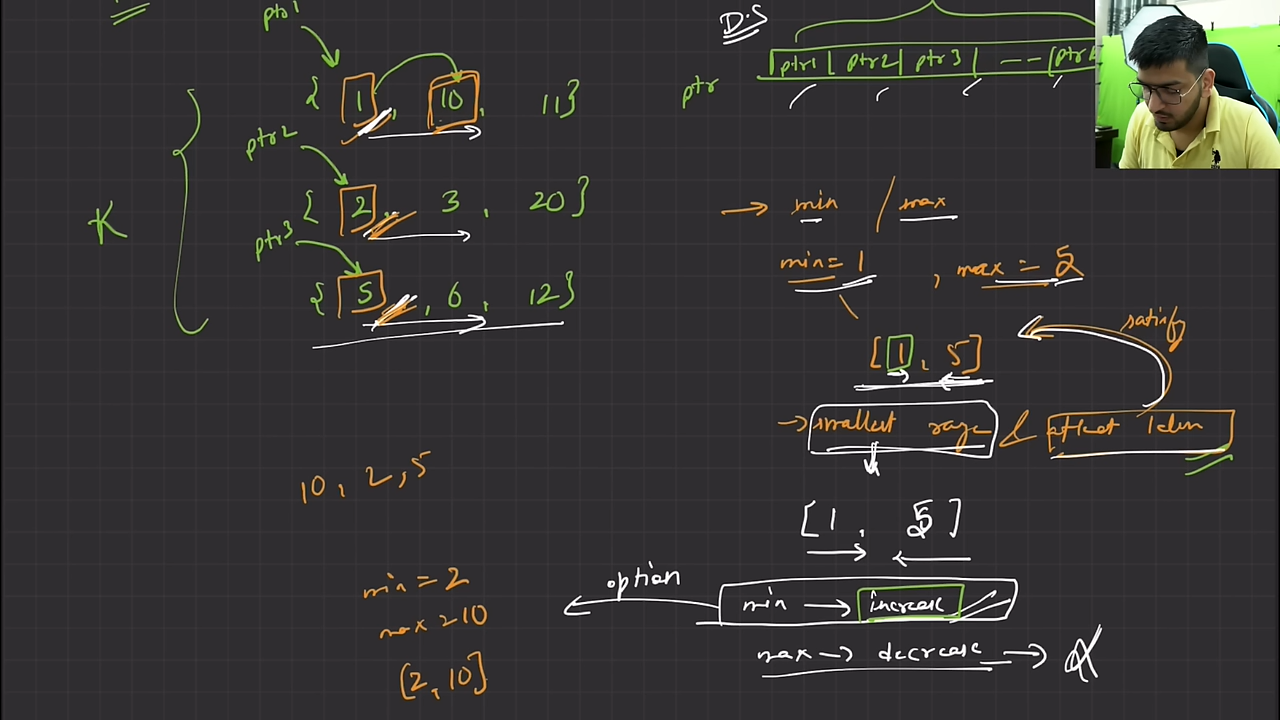 ptr1
{ 1, 10, 11}
ptr2
{ 2, 3, 20}
ptr3
{ 5, 6, 12}
K
10, 2, 5
min = 2
max = 10
[2, 10]
D.S
ptr
ptr1 ptr2 ptr3 ---
→ min / max
min = 1 , max = 5
[1, 5]
satisfy
→ smallest range &
[1, 5]
option
min → increase
max → decrease →